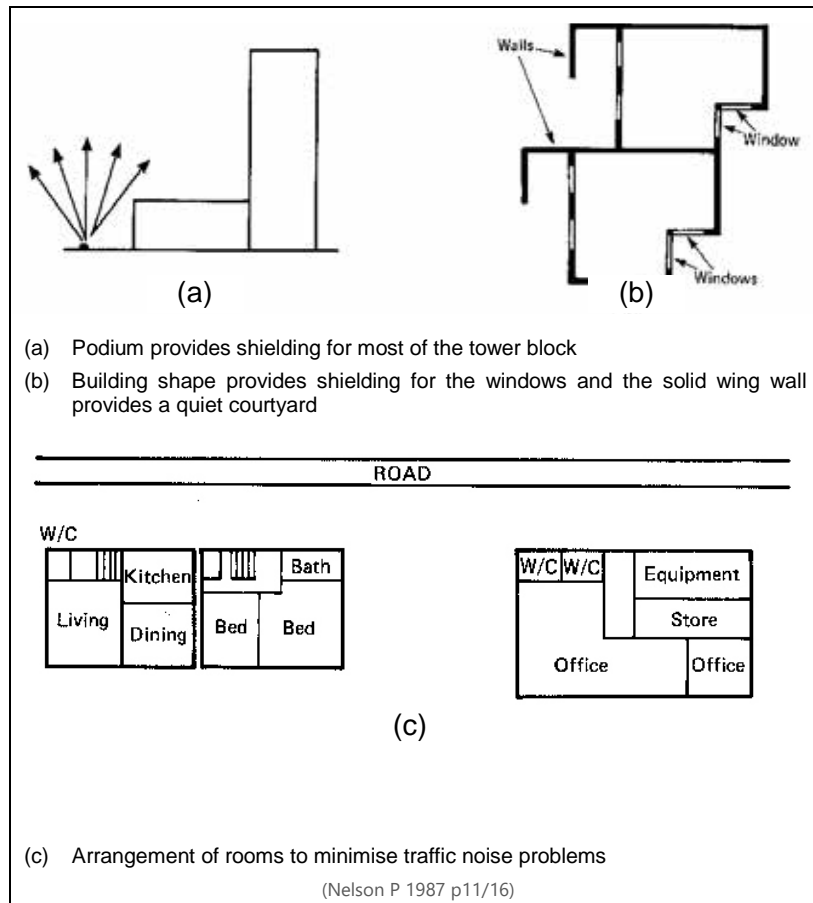 Walls
Window
Windows
(a)
(b)
(a) Podium provides shielding for most of the tower block
(b) Building shape provides shielding for the windows and the solid wing wall
provides a quiet courtyard
ROAD
W/C
Kitchen
Living
Dining
Bath
Bed
Bed
W/C W/C
Equipment
Store
Office
Office
(c)
(c) Arrangement of rooms to minimise traffic noise problems
(Nelson P 1987 p11/16)